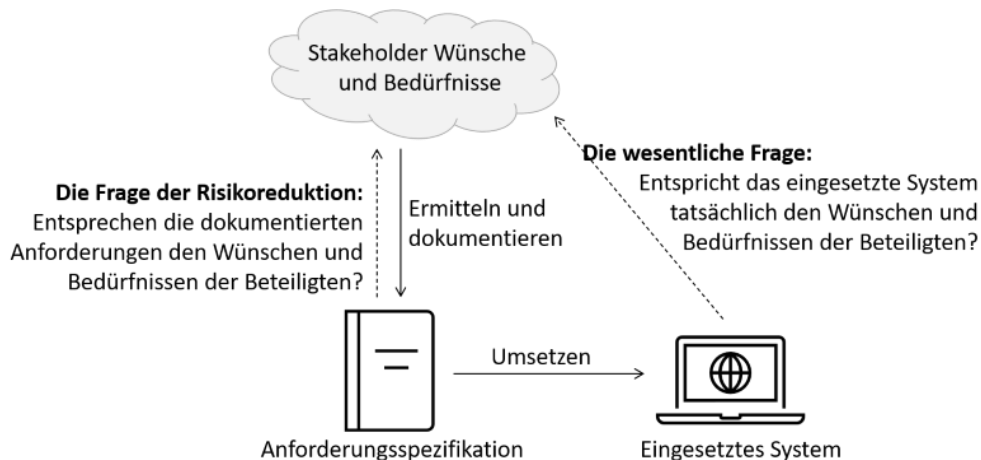 Stakeholder Wünsche
und Bedürfnisse
Die Frage der Risikoreduktion:
Entsprechen die dokumentierten
Anforderungen den Wünschen und
Bedürfnissen der Beteiligten?
Ermitteln und
dokumentieren
Die wesentliche Frage:
Entspricht das eingesetzte System
tatsächlich den Wünschen und
Bedürfnissen der Beteiligten?
Umsetzen
Anforderungsspezifikation
Eingesetztes System